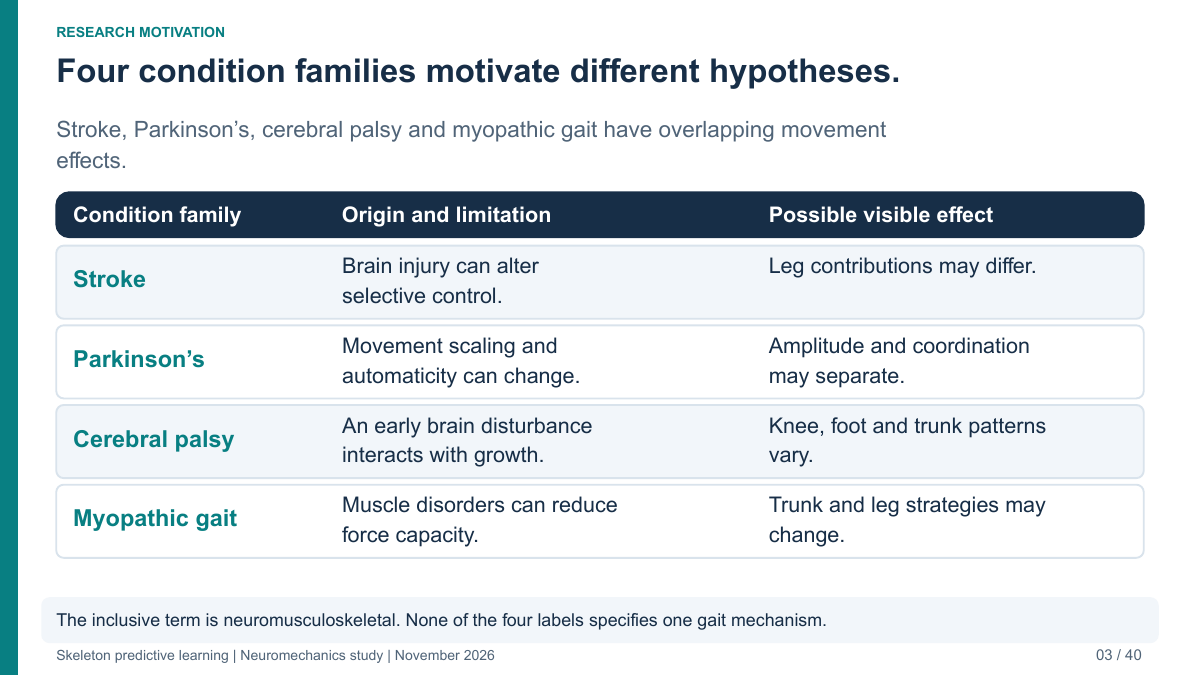 RESEARCH MOTIVATION
Four condition families motivate different hypotheses.
Stroke, Parkinson’s, cerebral palsy and myopathic gait have overlapping movement
effects.
Condition family
Origin and limitation
Possible visible effect
Stroke
Brain injury can alter
selective control.
Leg contributions may differ.
Parkinson’s
Movement scaling and
automaticity can change.
Amplitude and coordination
may separate.
Cerebral palsy
An early brain disturbance
interacts with growth.
Knee, foot and trunk patterns
vary.
Myopathic gait
Muscle disorders can reduce
force capacity.
Trunk and leg strategies may
change.
The inclusive term is neuromusculoskeletal. None of the four labels specifies one gait mechanism.
Skeleton predictive learning | Neuromechanics study | November 2026
03 / 40